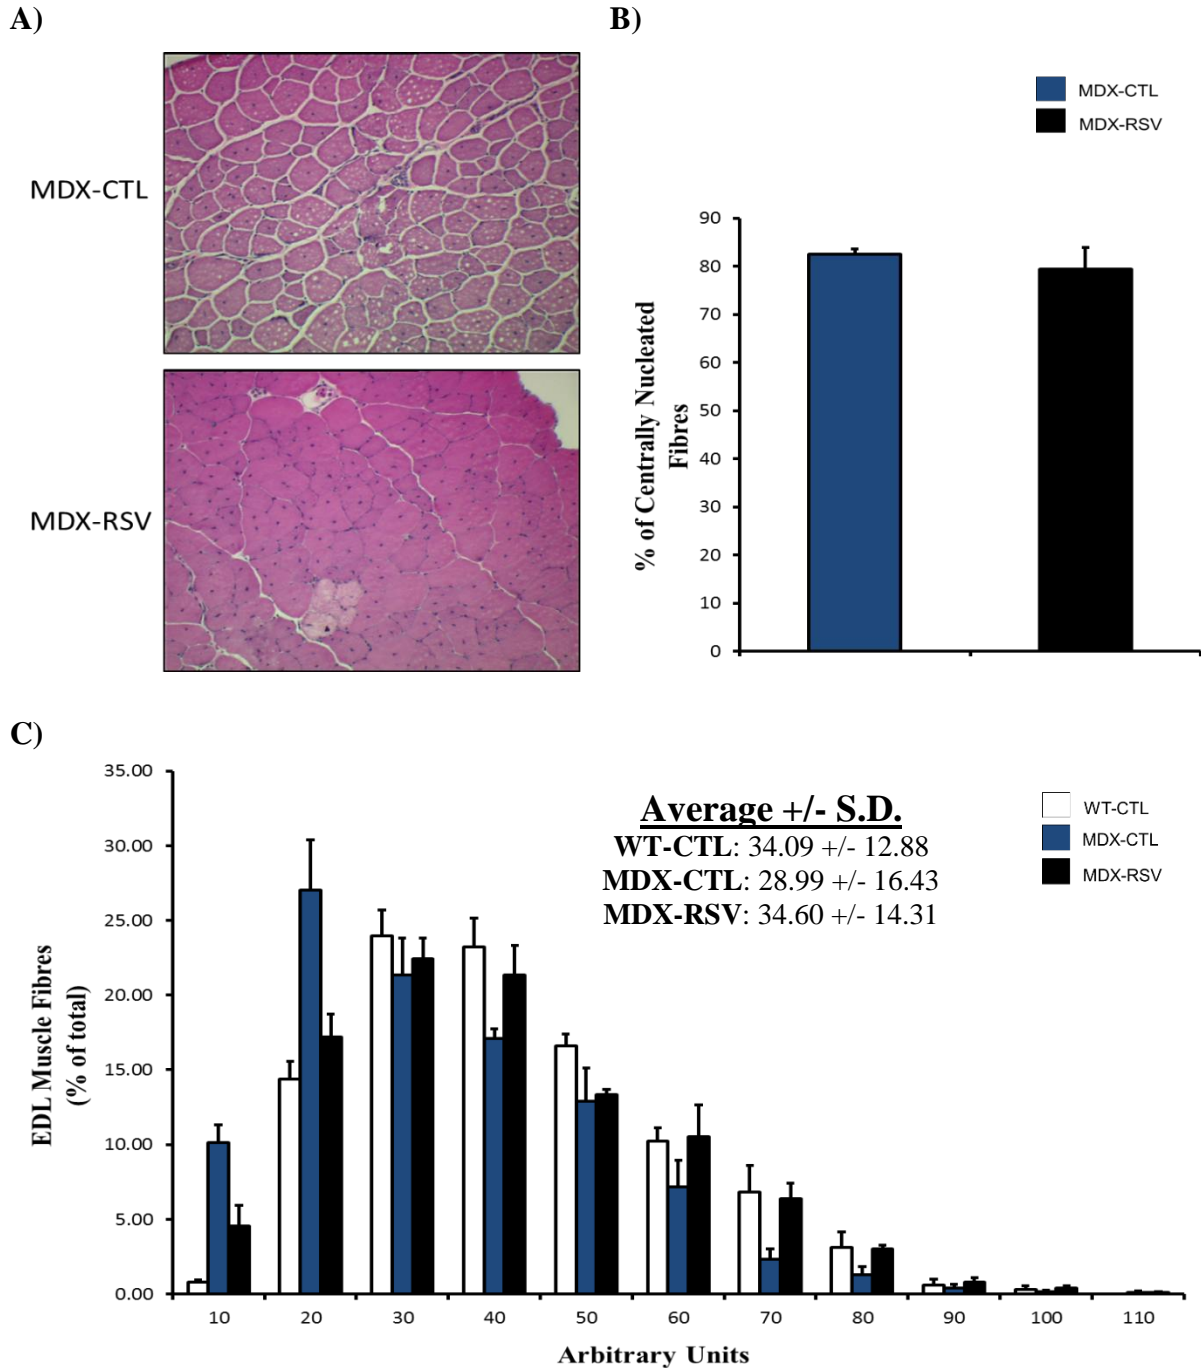 A)
MDX-CTL
MDX-RSV
B)
MDX-CTL
MDX-RSV
% of Centrally Nucleated
Fibres
90
80
70
60
50
40
30
20
10
0
C)
WT-CTL
MDX-CTL
MDX-RSV
Average +/- S.D.
WT-CTL: 34.09 +/- 12.88
MDX-CTL: 28.99 +/- 16.43
MDX-RSV: 34.60 +/- 14.31
EDL Muscle Fibres
(% of total)
35.00
30.00
25.00
20.00
15.00
10.00
5.00
0.00
10 20 30 40 50 60 70 80 90 100 110
Arbitrary Units